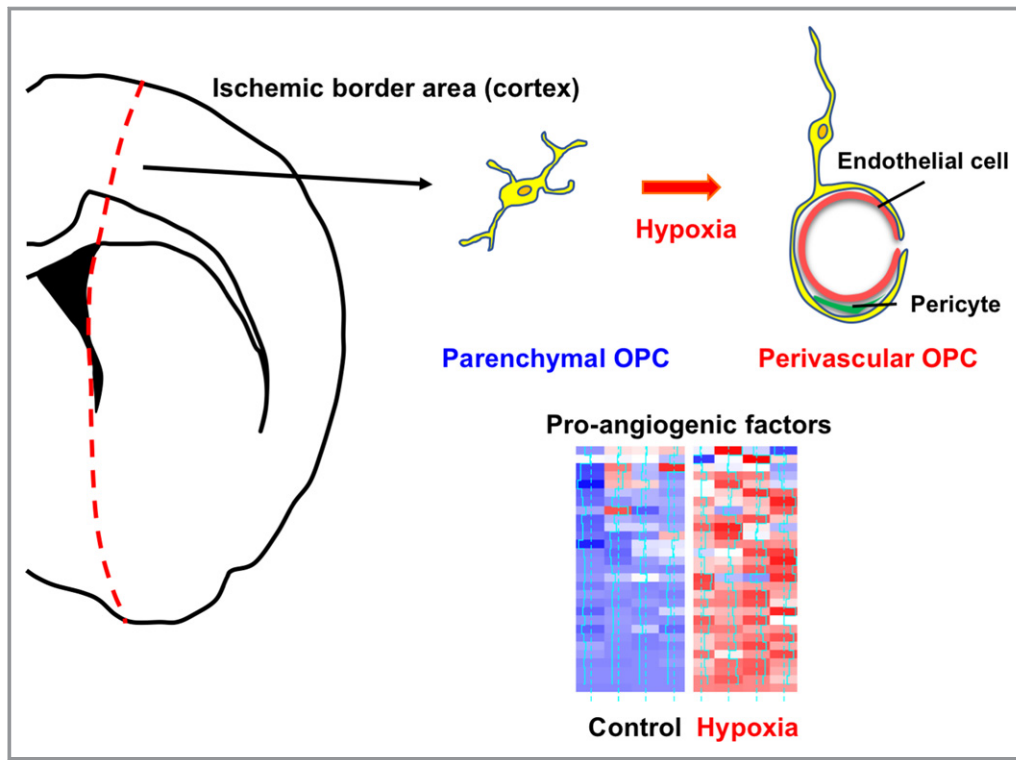 Ischemic border area (cortex)
Endothelial cell
Hypoxia
Pericyte
Parenchymal OPC
Perivascular OPC
Pro-angiogenic factors
Control
Hypoxia